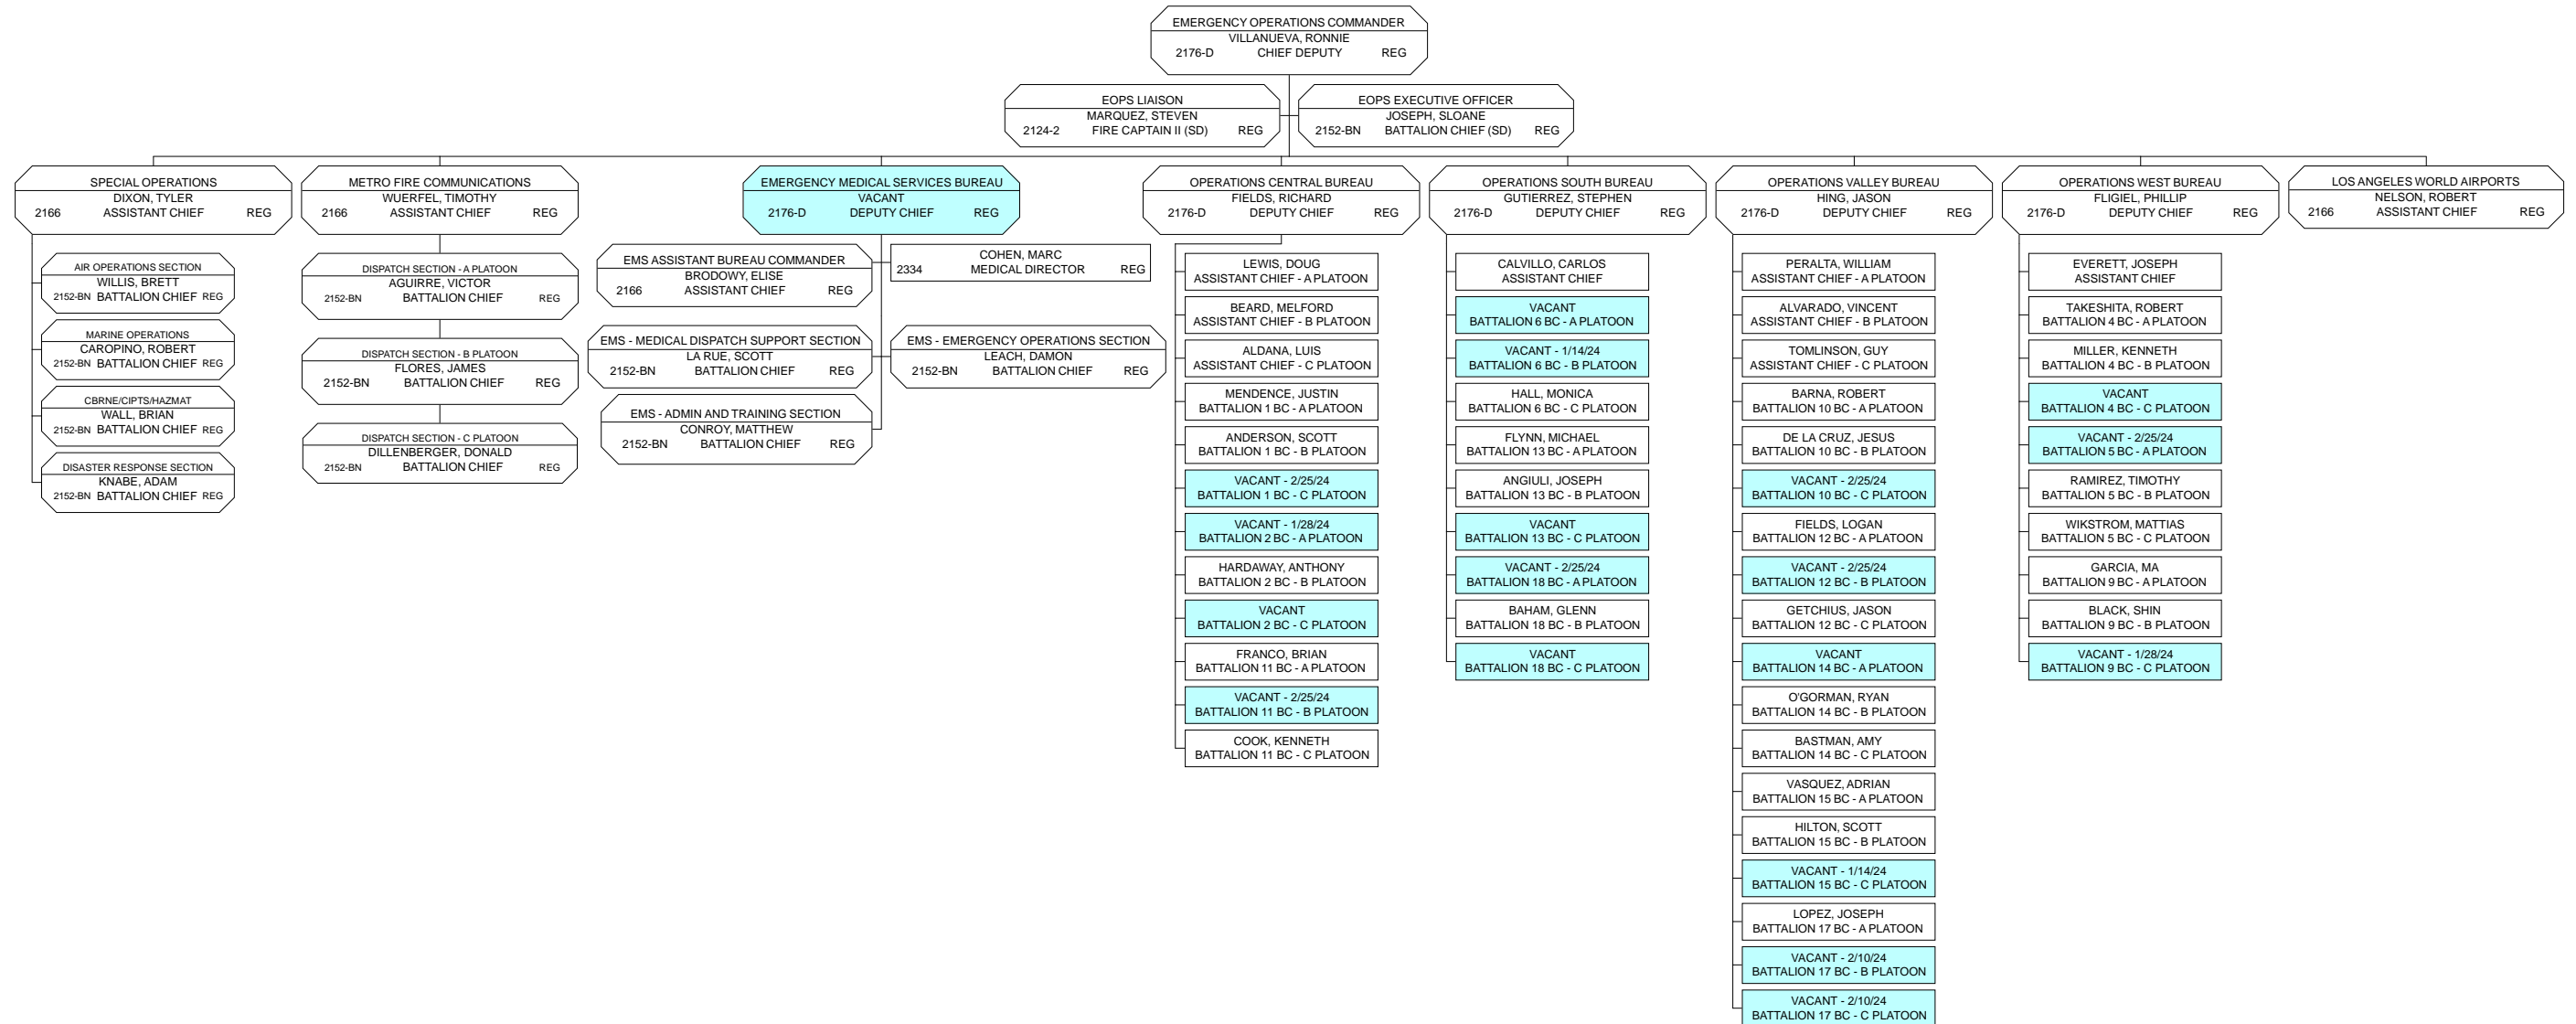 EMERGENCY OPERATIONS COMMANDER
VILLANUEVA, RONNIE
2176-D CHIEF DEPUTY REG
EOPS LIAISON
MARQUEZ, STEVEN
2124-2 FIRE CAPTAIN II (SD) REG
EOPS EXECUTIVE OFFICER
JOSEPH, SLOANE
2152-BN BATTALION CHIEF (SD) REG
SPECIAL OPERATIONS
DIXON, TYLER
2166 ASSISTANT CHIEF REG
AIR OPERATIONS SECTION
WILLIS, BRETT
2152-BN BATTALION CHIEF REG
MARINE OPERATIONS
CAROPINO, ROBERT
2152-BN BATTALION CHIEF REG
CBRNE/CIPTS/HAZMAT
WALL, BRIAN
2152-BN BATTALION CHIEF REG
DISASTER RESPONSE SECTION
KNABE, ADAM
2152-BN BATTALION CHIEF REG
METRO FIRE COMMUNICATIONS
WUERFEL, TIMOTHY
2166 ASSISTANT CHIEF REG
DISPATCH SECTION - A PLATOON
AGUIRRE, VICTOR
2152-BN BATTALION CHIEF REG
DISPATCH SECTION - B PLATOON
FLORES, JAMES
2152-BN BATTALION CHIEF REG
DISPATCH SECTION - C PLATOON
DILLENBERGER, DONALD
2152-BN BATTALION CHIEF REG
EMERGENCY MEDICAL SERVICES BUREAU
VACANT
2176-D DEPUTY CHIEF REG
EMS ASSISTANT BUREAU COMMANDER
BRODOWY, ELISE
2166 ASSISTANT CHIEF REG
COHEN, MARC
2334 MEDICAL DIRECTOR REG
EMS - MEDICAL DISPATCH SUPPORT SECTION
LA RUE, SCOTT
2152-BN BATTALION CHIEF REG
EMS - EMERGENCY OPERATIONS SECTION
LEACH, DAMON
2152-BN BATTALION CHIEF REG
EMS - ADMIN AND TRAINING SECTION
CONROY, MATTHEW
2152-BN BATTALION CHIEF REG
OPERATIONS CENTRAL BUREAU
FIELDS, RICHARD
2176-D DEPUTY CHIEF REG
LEWIS, DOUG
ASSISTANT CHIEF - A PLATOON
BEARD, MELFORD
ASSISTANT CHIEF - B PLATOON
ALDANA, LUIS
ASSISTANT CHIEF - C PLATOON
MENDENCE, JUSTIN
BATTALION 1 BC - A PLATOON
ANDERSON, SCOTT
BATTALION 1 BC - B PLATOON
VACANT - 2/25/24
BATTALION 1 BC - C PLATOON
VACANT - 1/28/24
BATTALION 2 BC - A PLATOON
HARDAWAY, ANTHONY
BATTALION 2 BC - B PLATOON
VACANT
BATTALION 2 BC - C PLATOON
FRANCO, BRIAN
BATTALION 11 BC - A PLATOON
VACANT - 2/25/24
BATTALION 11 BC - B PLATOON
COOK, KENNETH
BATTALION 11 BC - C PLATOON
OPERATIONS SOUTH BUREAU
GUTIERREZ, STEPHEN
2176-D DEPUTY CHIEF REG
CALVILLO, CARLOS
ASSISTANT CHIEF
VACANT
BATTALION 6 BC - A PLATOON
VACANT - 1/14/24
BATTALION 6 BC - B PLATOON
HALL, MONICA
BATTALION 6 BC - C PLATOON
FLYNN, MICHAEL
BATTALION 13 BC - A PLATOON
ANGIULI, JOSEPH
BATTALION 13 BC - B PLATOON
VACANT
BATTALION 13 BC - C PLATOON
VACANT - 2/25/24
BATTALION 18 BC - A PLATOON
BAHAM, GLENN
BATTALION 18 BC - B PLATOON
VACANT
BATTALION 18 BC - C PLATOON
OPERATIONS VALLEY BUREAU
HING, JASON
2176-D DEPUTY CHIEF REG
PERALTA, WILLIAM
ASSISTANT CHIEF - A PLATOON
ALVARADO, VINCENT
ASSISTANT CHIEF - B PLATOON
TOMLINSON, GUY
ASSISTANT CHIEF - C PLATOON
BARNA, ROBERT
BATTALION 10 BC - A PLATOON
DE LA CRUZ, JESUS
BATTALION 10 BC - B PLATOON
VACANT - 2/25/24
BATTALION 10 BC - C PLATOON
FIELDS, LOGAN
BATTALION 12 BC - A PLATOON
VACANT - 2/25/24
BATTALION 12 BC - B PLATOON
GETCHIUS, JASON
BATTALION 12 BC - C PLATOON
VACANT
BATTALION 14 BC - A PLATOON
O'GORMAN, RYAN
BATTALION 14 BC - B PLATOON
BASTMAN, AMY
BATTALION 14 BC - C PLATOON
VASQUEZ, ADRIAN
BATTALION 15 BC - A PLATOON
HILTON, SCOTT
BATTALION 15 BC - B PLATOON
VACANT - 1/14/24
BATTALION 15 BC - C PLATOON
LOPEZ, JOSEPH
BATTALION 17 BC - A PLATOON
VACANT - 2/10/24
BATTALION 17 BC - B PLATOON
VACANT - 2/10/24
BATTALION 17 BC - C PLATOON
OPERATIONS WEST BUREAU
FLIGIEL, PHILLIP
2176-D DEPUTY CHIEF REG
EVERETT, JOSEPH
ASSISTANT CHIEF
TAKESHITA, ROBERT
BATTALION 4 BC - A PLATOON
MILLER, KENNETH
BATTALION 4 BC - B PLATOON
VACANT
BATTALION 4 BC - C PLATOON
VACANT - 2/25/24
BATTALION 5 BC - A PLATOON
RAMIREZ, TIMOTHY
BATTALION 5 BC - B PLATOON
WIKSTROM, MATTIAS
BATTALION 5 BC - C PLATOON
GARCIA, MA
BATTALION 9 BC - A PLATOON
BLACK, SHIN
BATTALION 9 BC - B PLATOON
VACANT - 1/28/24
BATTALION 9 BC - C PLATOON
LOS ANGELES WORLD AIRPORTS
NELSON, ROBERT
2166 ASSISTANT CHIEF REG